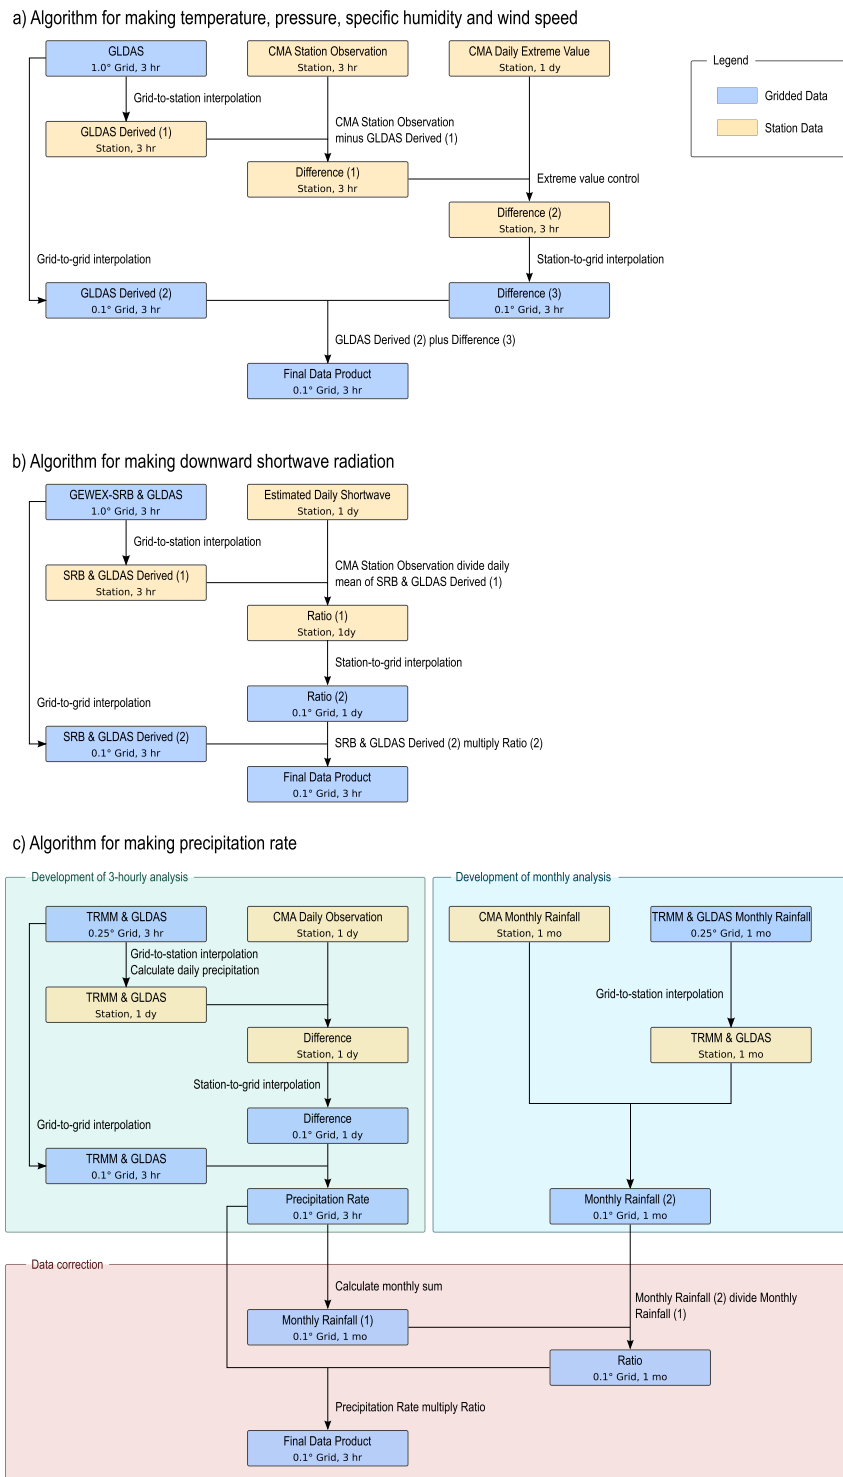 a) Algorithm for making temperature, pressure, specific humidity and wind speed
GLDAS
1.0° Grid, 3 hr
CMA Station Observation
Station, 3 hr
CMA Daily Extreme Value
Station, 1 dy
Legend
Gridded Data
Station Data
Grid-to-station interpolation
GLDAS Derived (1)
Station, 3 hr
CMA Station Observation
minus GLDAS Derived (1)
Difference (1)
Station, 3 hr
Extreme value control
Difference (2)
Station, 3 hr
Grid-to-grid interpolation
Station-to-grid interpolation
GLDAS Derived (2)
0.1° Grid, 3 hr
Difference (3)
0.1° Grid, 3 hr
GLDAS Derived (2) plus Difference (3)
Final Data Product
0.1° Grid, 3 hr
b) Algorithm for making downward shortwave radiation
GEWEX-SRB & GLDAS
1.0° Grid, 3 hr
Estimated Daily Shortwave
Station, 1 dy
Grid-to-station interpolation
SRB & GLDAS Derived (1)
Station, 3 hr
CMA Station Observation divide daily
mean of SRB & GLDAS Derived (1)
Ratio (1)
Station, 1dy
Station-to-grid interpolation
Ratio (2)
0.1° Grid, 1 dy
Grid-to-grid interpolation
SRB & GLDAS Derived (2)
0.1° Grid, 3 hr
SRB & GLDAS Derived (2) multiply Ratio (2)
Final Data Product
0.1° Grid, 3 hr
c) Algorithm for making precipitation rate
Development of 3-hourly analysis
TRMM & GLDAS
0.25° Grid, 3 hr
CMA Daily Observation
Station, 1 dy
Grid-to-station interpolation
Calculate daily precipitation
TRMM & GLDAS
Station, 1 dy
Difference
Station, 1 dy
Station-to-grid interpolation
Difference
0.1° Grid, 1 dy
Grid-to-grid interpolation
TRMM & GLDAS
0.1° Grid, 3 hr
Precipitation Rate
0.1° Grid, 3 hr
Development of monthly analysis
CMA Monthly Rainfall
Station, 1 mo
TRMM & GLDAS Monthly Rainfall
0.25° Grid, 1 mo
Grid-to-station interpolation
TRMM & GLDAS
Station, 1 mo
Monthly Rainfall (2)
0.1° Grid, 1 mo
Data correction
Calculate monthly sum
Monthly Rainfall (1)
0.1° Grid, 1 mo
Monthly Rainfall (2) divide Monthly
Rainfall (1)
Ratio
0.1° Grid, 1 mo
Precipitation Rate multiply Ratio
Final Data Product
0.1° Grid, 3 hr